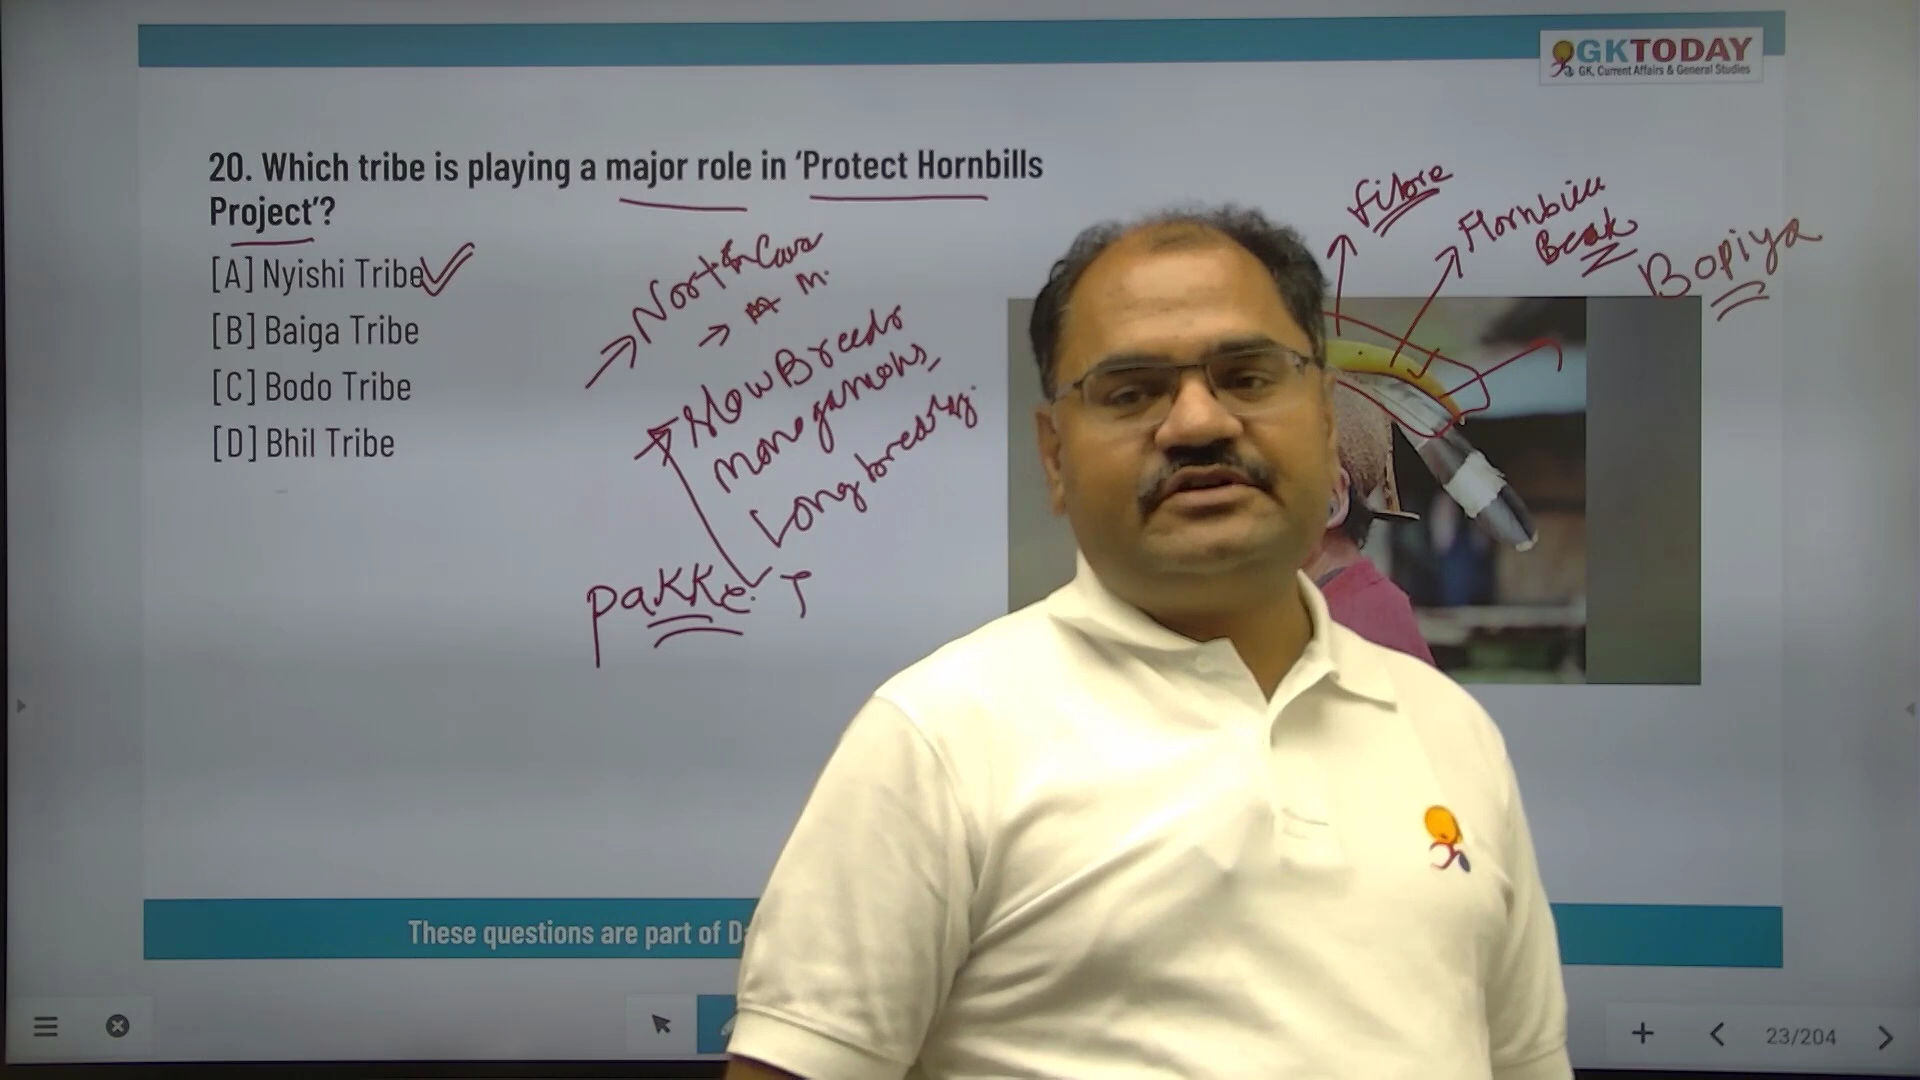 GKTODAY
GK, Current Affairs & General Studies
20. Which tribe is playing a major role in ‘Protect Hornbills
Project’?
[A] Nyishi Tribe
[B] Baiga Tribe
[C] Bodo Tribe
[D] Bhil Tribe
Slow Breeds
monogamous,
Long breeding.
Pakke T
fibre
Hornbill
Beak
Bopiya
These questions are part of Da
23/204